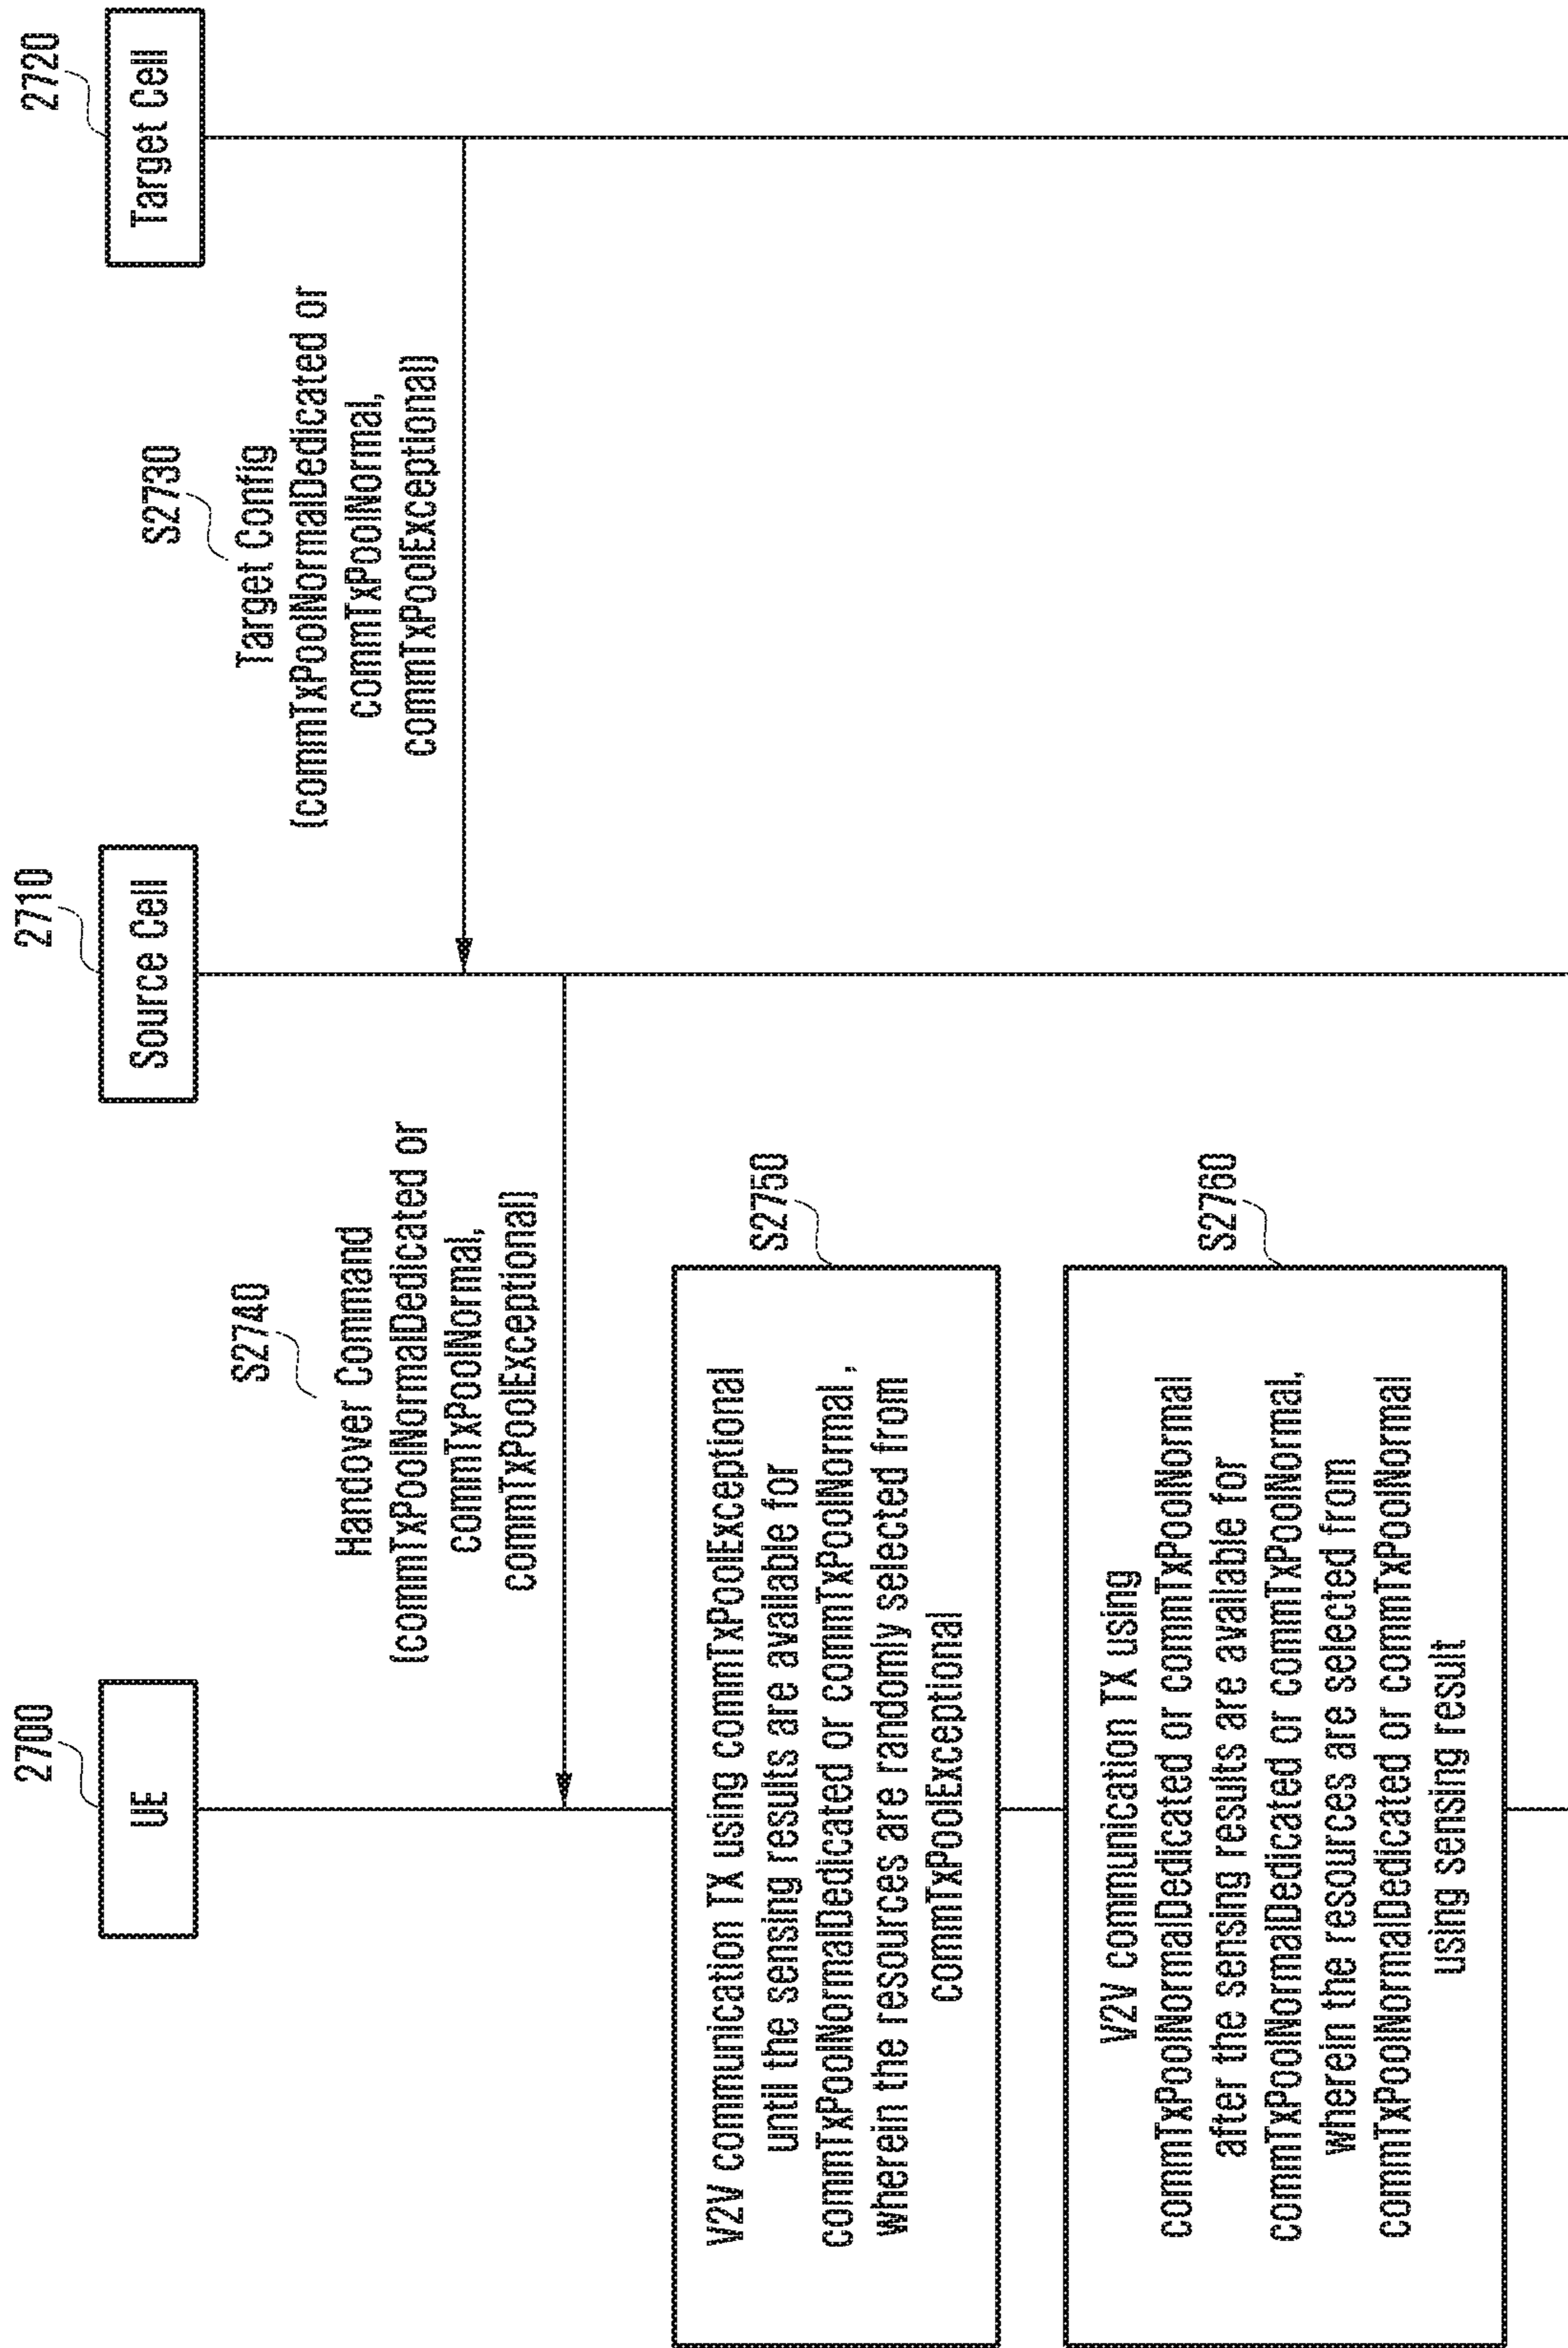 2700
UE
2710
Source Cell
2720
Target Cell
S2730
Target Config
(commTxPoolNormalDedicated or
commTxPoolNormal,
commTxPoolExceptional)
S2740
Handover Command
(commTxPoolNormalDedicated or
commTxPoolNormal,
commTxPoolExceptional)
S2750
V2V communication TX using commTxPoolExceptional
until the sensing results are available for
commTxPoolNormalDedicated or commTxPoolNormal ,
wherein the resources are randomly selected from
commTxPoolExceptional
S2760
V2V communication TX using
commTxPoolNormalDedicated or commTxPoolNormal
after the sensing results are available for
commTxPoolNormalDedicated or commTxPoolNormal,
wherein the resources are selected from
commTxPoolNormalDedicated or commTxPoolNormal
using sensing result